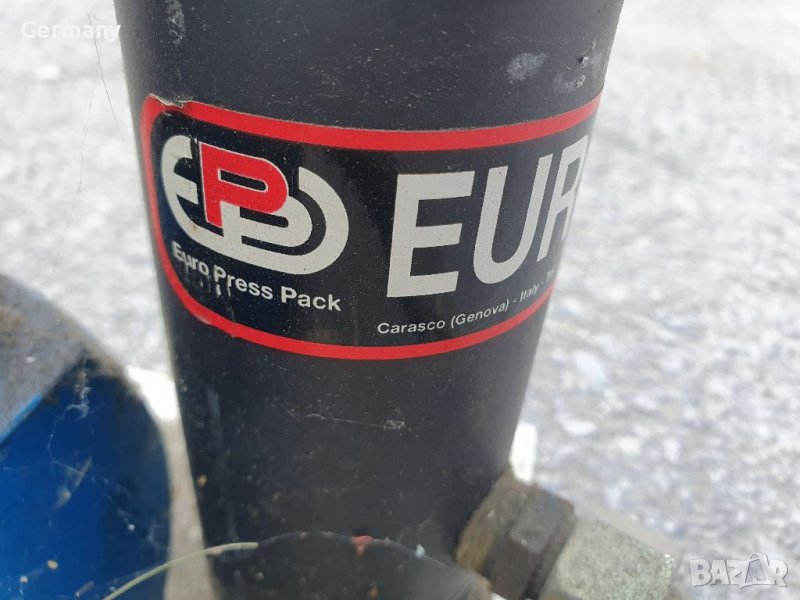 Germany
EPP
EUR
Euro Press Pack
Carasco (Genova) - Italy -
BAZAR